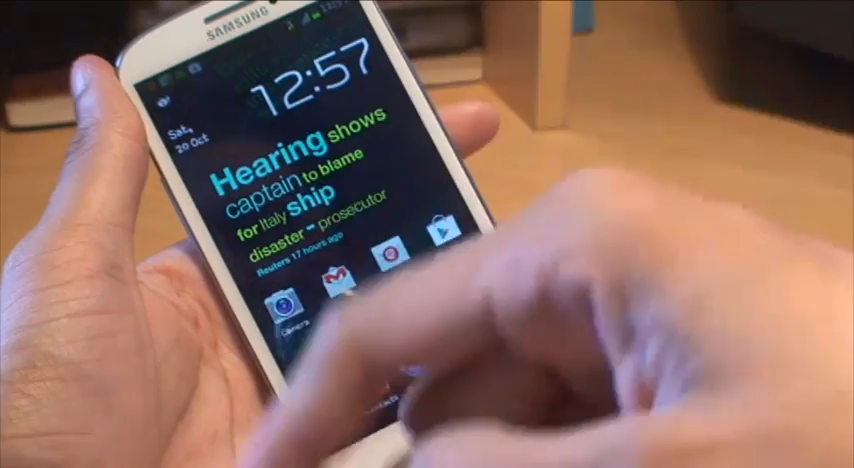 SAMSUNG
12:57
Sat,
20 Oct
Hearing shows
captain to blame
for Italy ship
disaster – prosecutor
Reuters 17 hours ago
Camera